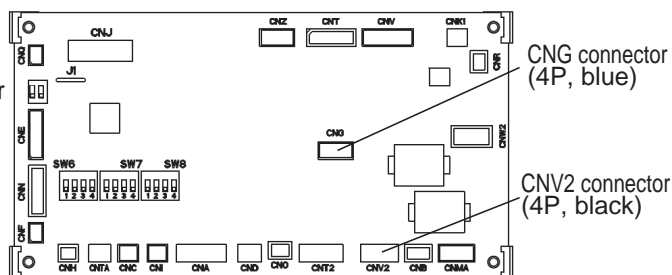 CNZ CNT CNV CNK1
CNJ
CNQ
J1
CNR
CNG connector
(4P, blue)
r
CNE
CNG
CNW2
SW6 SW7 SW8
1 2 3 4 1 2 3 4 1 2 3 4
CNN
CNV2 connector
(4P, black)
CNF
CNH CNTA CNC CNI CNA CND CNO CNT2 CNV2 CNB CNMA